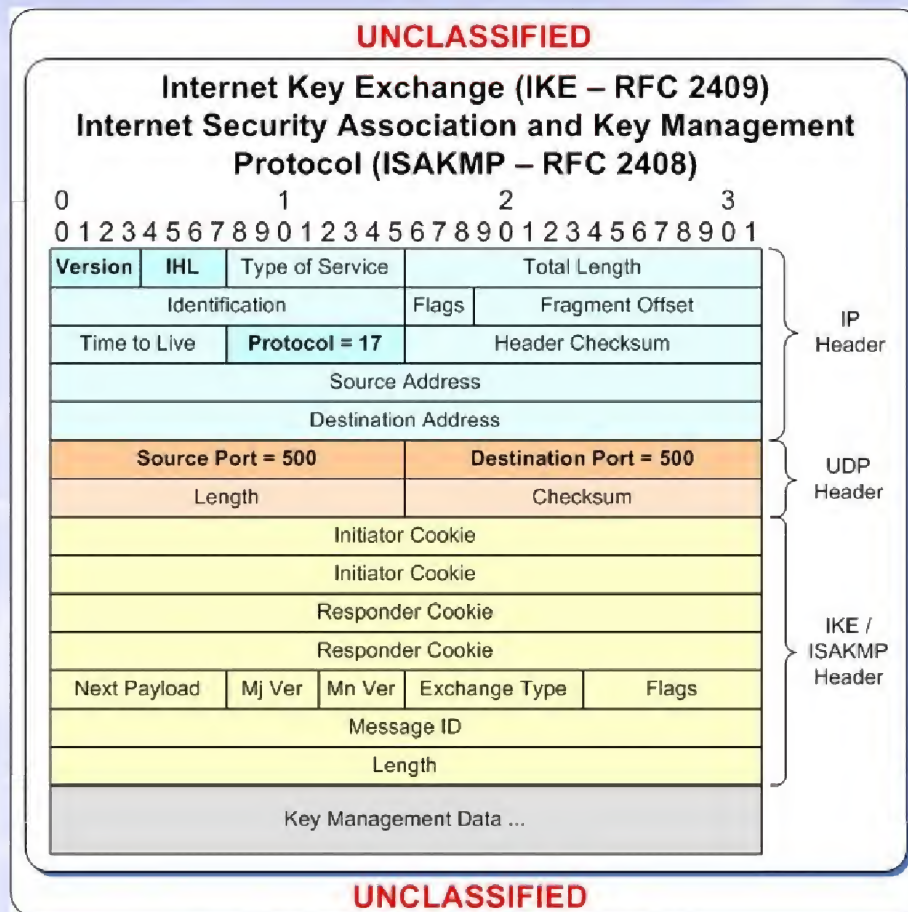 UNCLASSIFIED
Internet Key Exchange (IKE – RFC 2409)
Internet Security Association and Key Management
Protocol (ISAKMP – RFC 2408)
0 1 2 3
0 1 2 3 4 5 6 7 8 9 0 1 2 3 4 5 6 7 8 9 0 1 2 3 4 5 6 7 8 9 0 1
Version IHL Type of Service Total Length
Identification Flags Fragment Offset
Time to Live Protocol = 17 Header Checksum
Source Address
Destination Address
IP
Header
Source Port = 500 Destination Port = 500
Length Checksum
UDP
Header
Initiator Cookie
Initiator Cookie
Responder Cookie
Responder Cookie
Next Payload Mj Ver Mn Ver Exchange Type Flags
Message ID
Length
IKE /
ISAKMP
Header
Key Management Data ...
UNCLASSIFIED